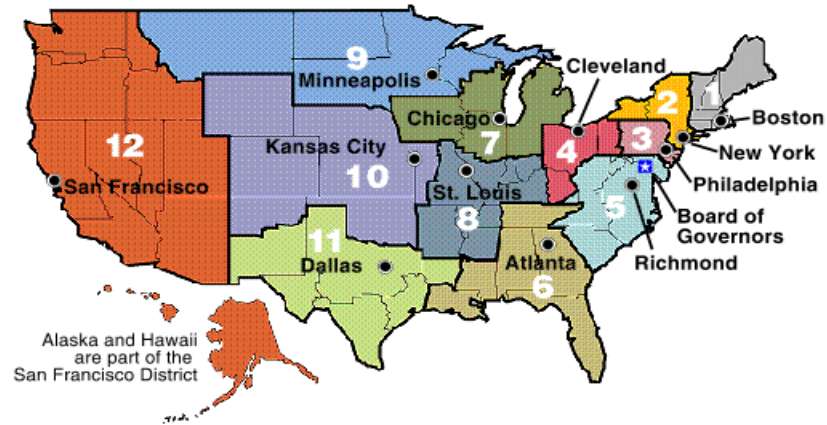 9
Minneapolis
Cleveland
2
1
Chicago
7
Boston
12
Kansas City
10
4
3
New York
San Francisco
St. Louis
8
Philadelphia
5
Board of
Governors
11
Dallas
Atlanta
6
Richmond
Alaska and Hawaii
are part of the
San Francisco District